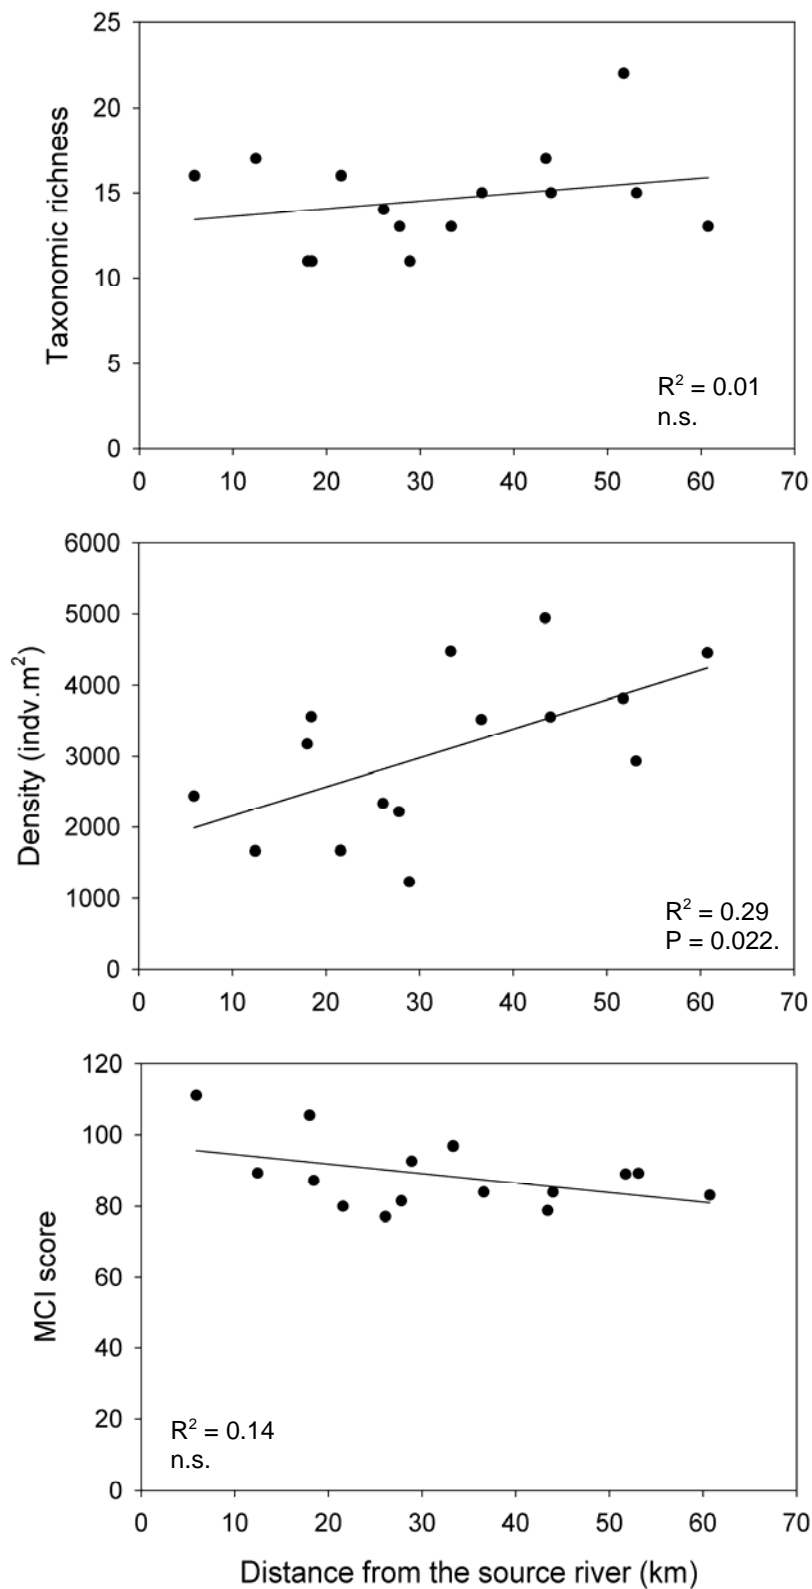 25
20
15
10
5
0
Taxonomic richness
R² = 0.01
n.s.
0 10 20 30 40 50 60 70
6000
5000
4000
3000
2000
1000
0
Density (indv.m²)
R² = 0.29
P = 0.022.
0 10 20 30 40 50 60 70
120
100
80
60
40
20
0
MCI score
R² = 0.14
n.s.
0 10 20 30 40 50 60 70
Distance from the source river (km)